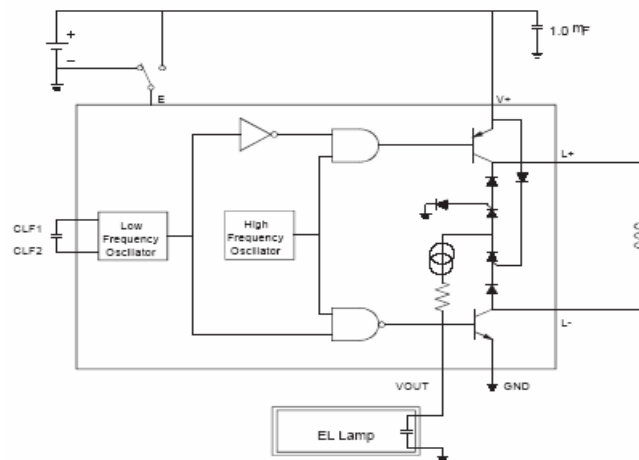 +
1.0 mF
−
E
V+
L+
CLF1
Low
Frequency
Oscillator
High
Frequency
Oscillator
CLF2
L-
VOUT
GND
EL Lamp